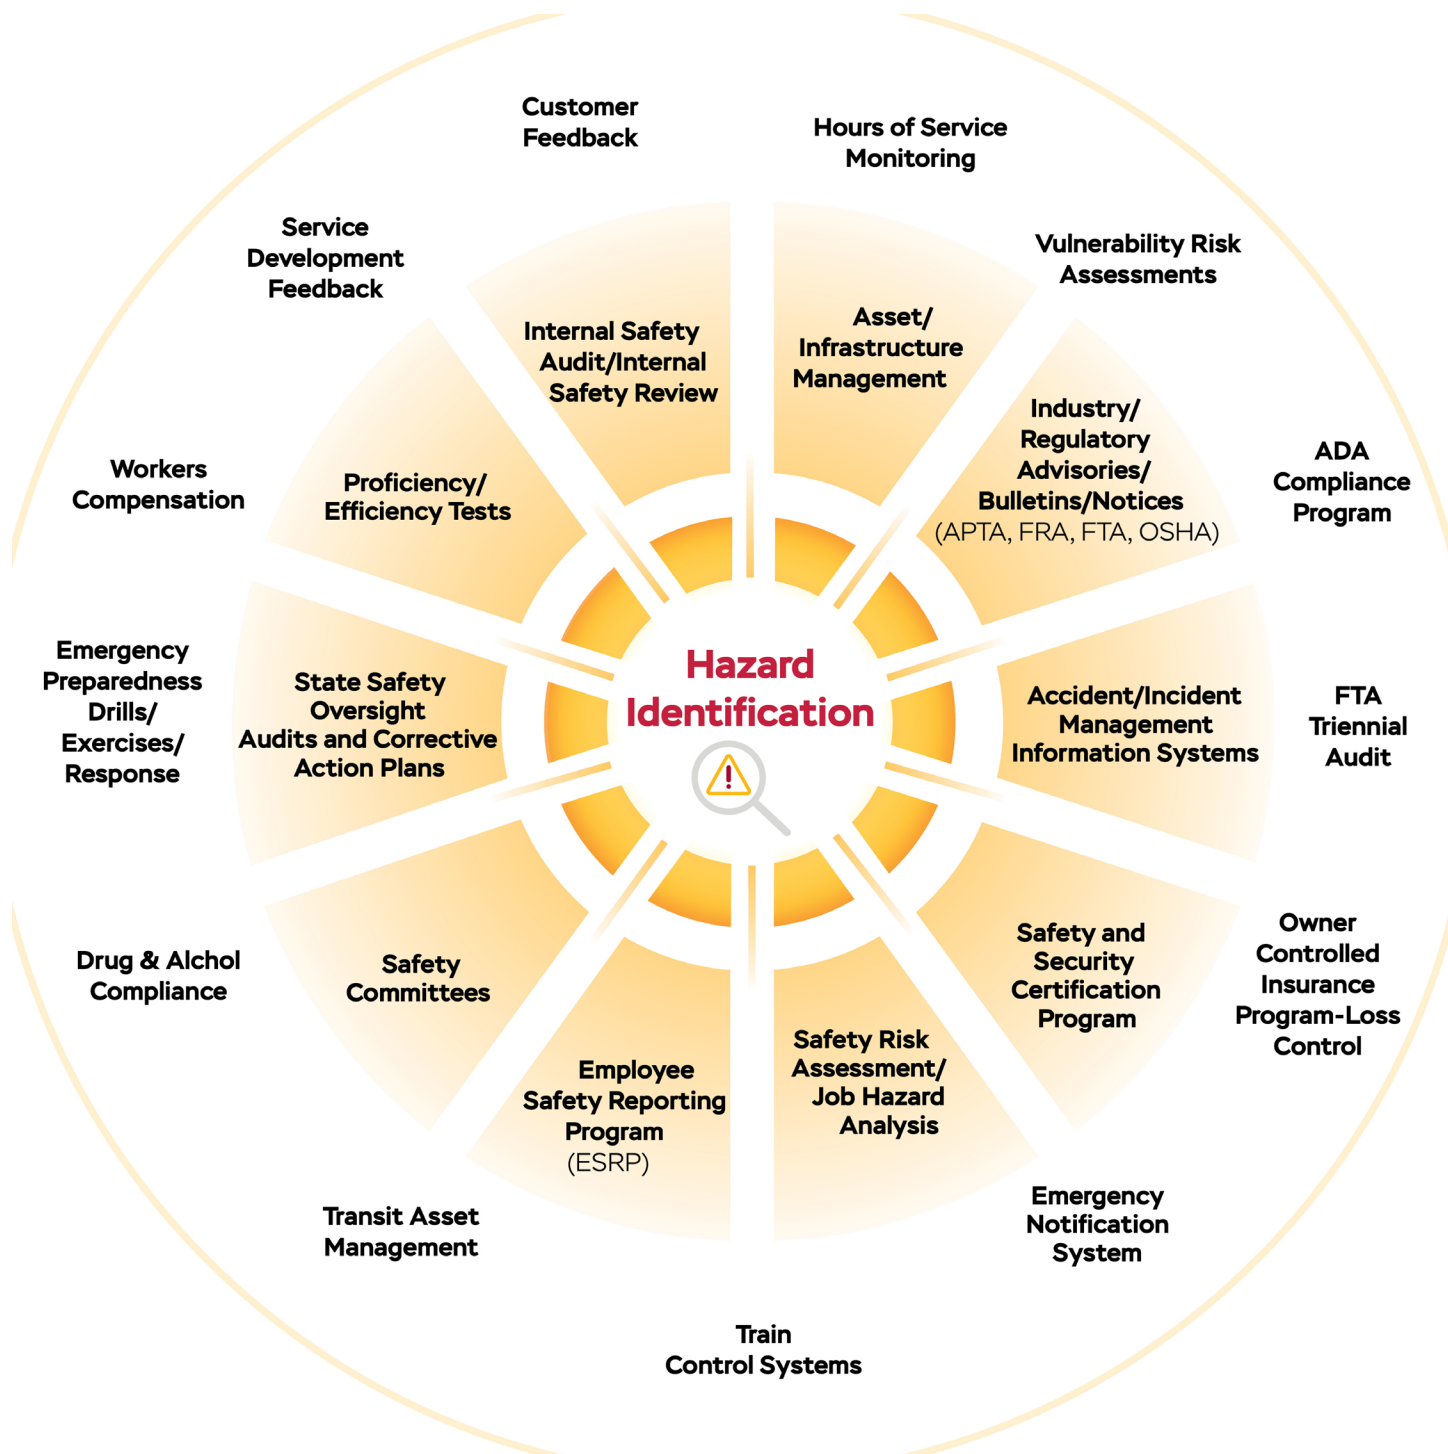 Customer
Feedback
Hours of Service
Monitoring
Vulnerability Risk
Assessments
ADA
Compliance
Program
FTA
Triennial
Audit
Owner
Controlled
Insurance
Program-Loss
Control
Emergency
Notification
System
Train
Control Systems
Transit Asset
Management
Drug & Alchol
Compliance
Emergency
Preparedness
Drills/
Exercises/
Response
Workers
Compensation
Service
Development
Feedback
Internal Safety
Audit/Internal
Safety Review
Asset/
Infrastructure
Management
Industry/
Regulatory
Advisories/
Bulletins/Notices
(APTA, FRA, FTA, OSHA)
Accident/Incident
Management
Information Systems
Safety and
Security
Certification
Program
Safety Risk
Assessment/
Job Hazard
Analysis
Employee
Safety Reporting
Program
(ESRP)
Safety
Committees
State Safety
Oversight
Audits and Corrective
Action Plans
Proficiency/
Efficiency Tests
Hazard
Identification
!